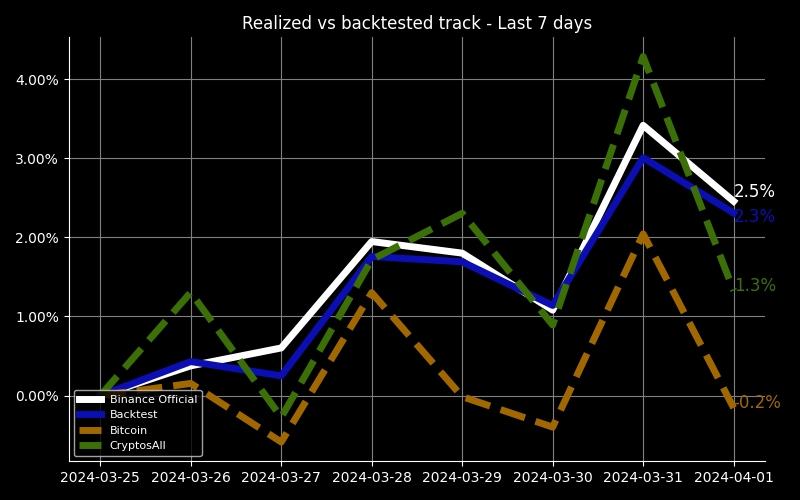 Realized vs backtested track - Last 7 days
4.00%
3.00%
2.00%
1.00%
0.00%
2.5%
2.3%
1.3%
-0.2%
Binance Official
Backtest
Bitcoin
CryptosAll
2024-03-25 2024-03-26 2024-03-27 2024-03-28 2024-03-29 2024-03-30 2024-03-31 2024-04-01